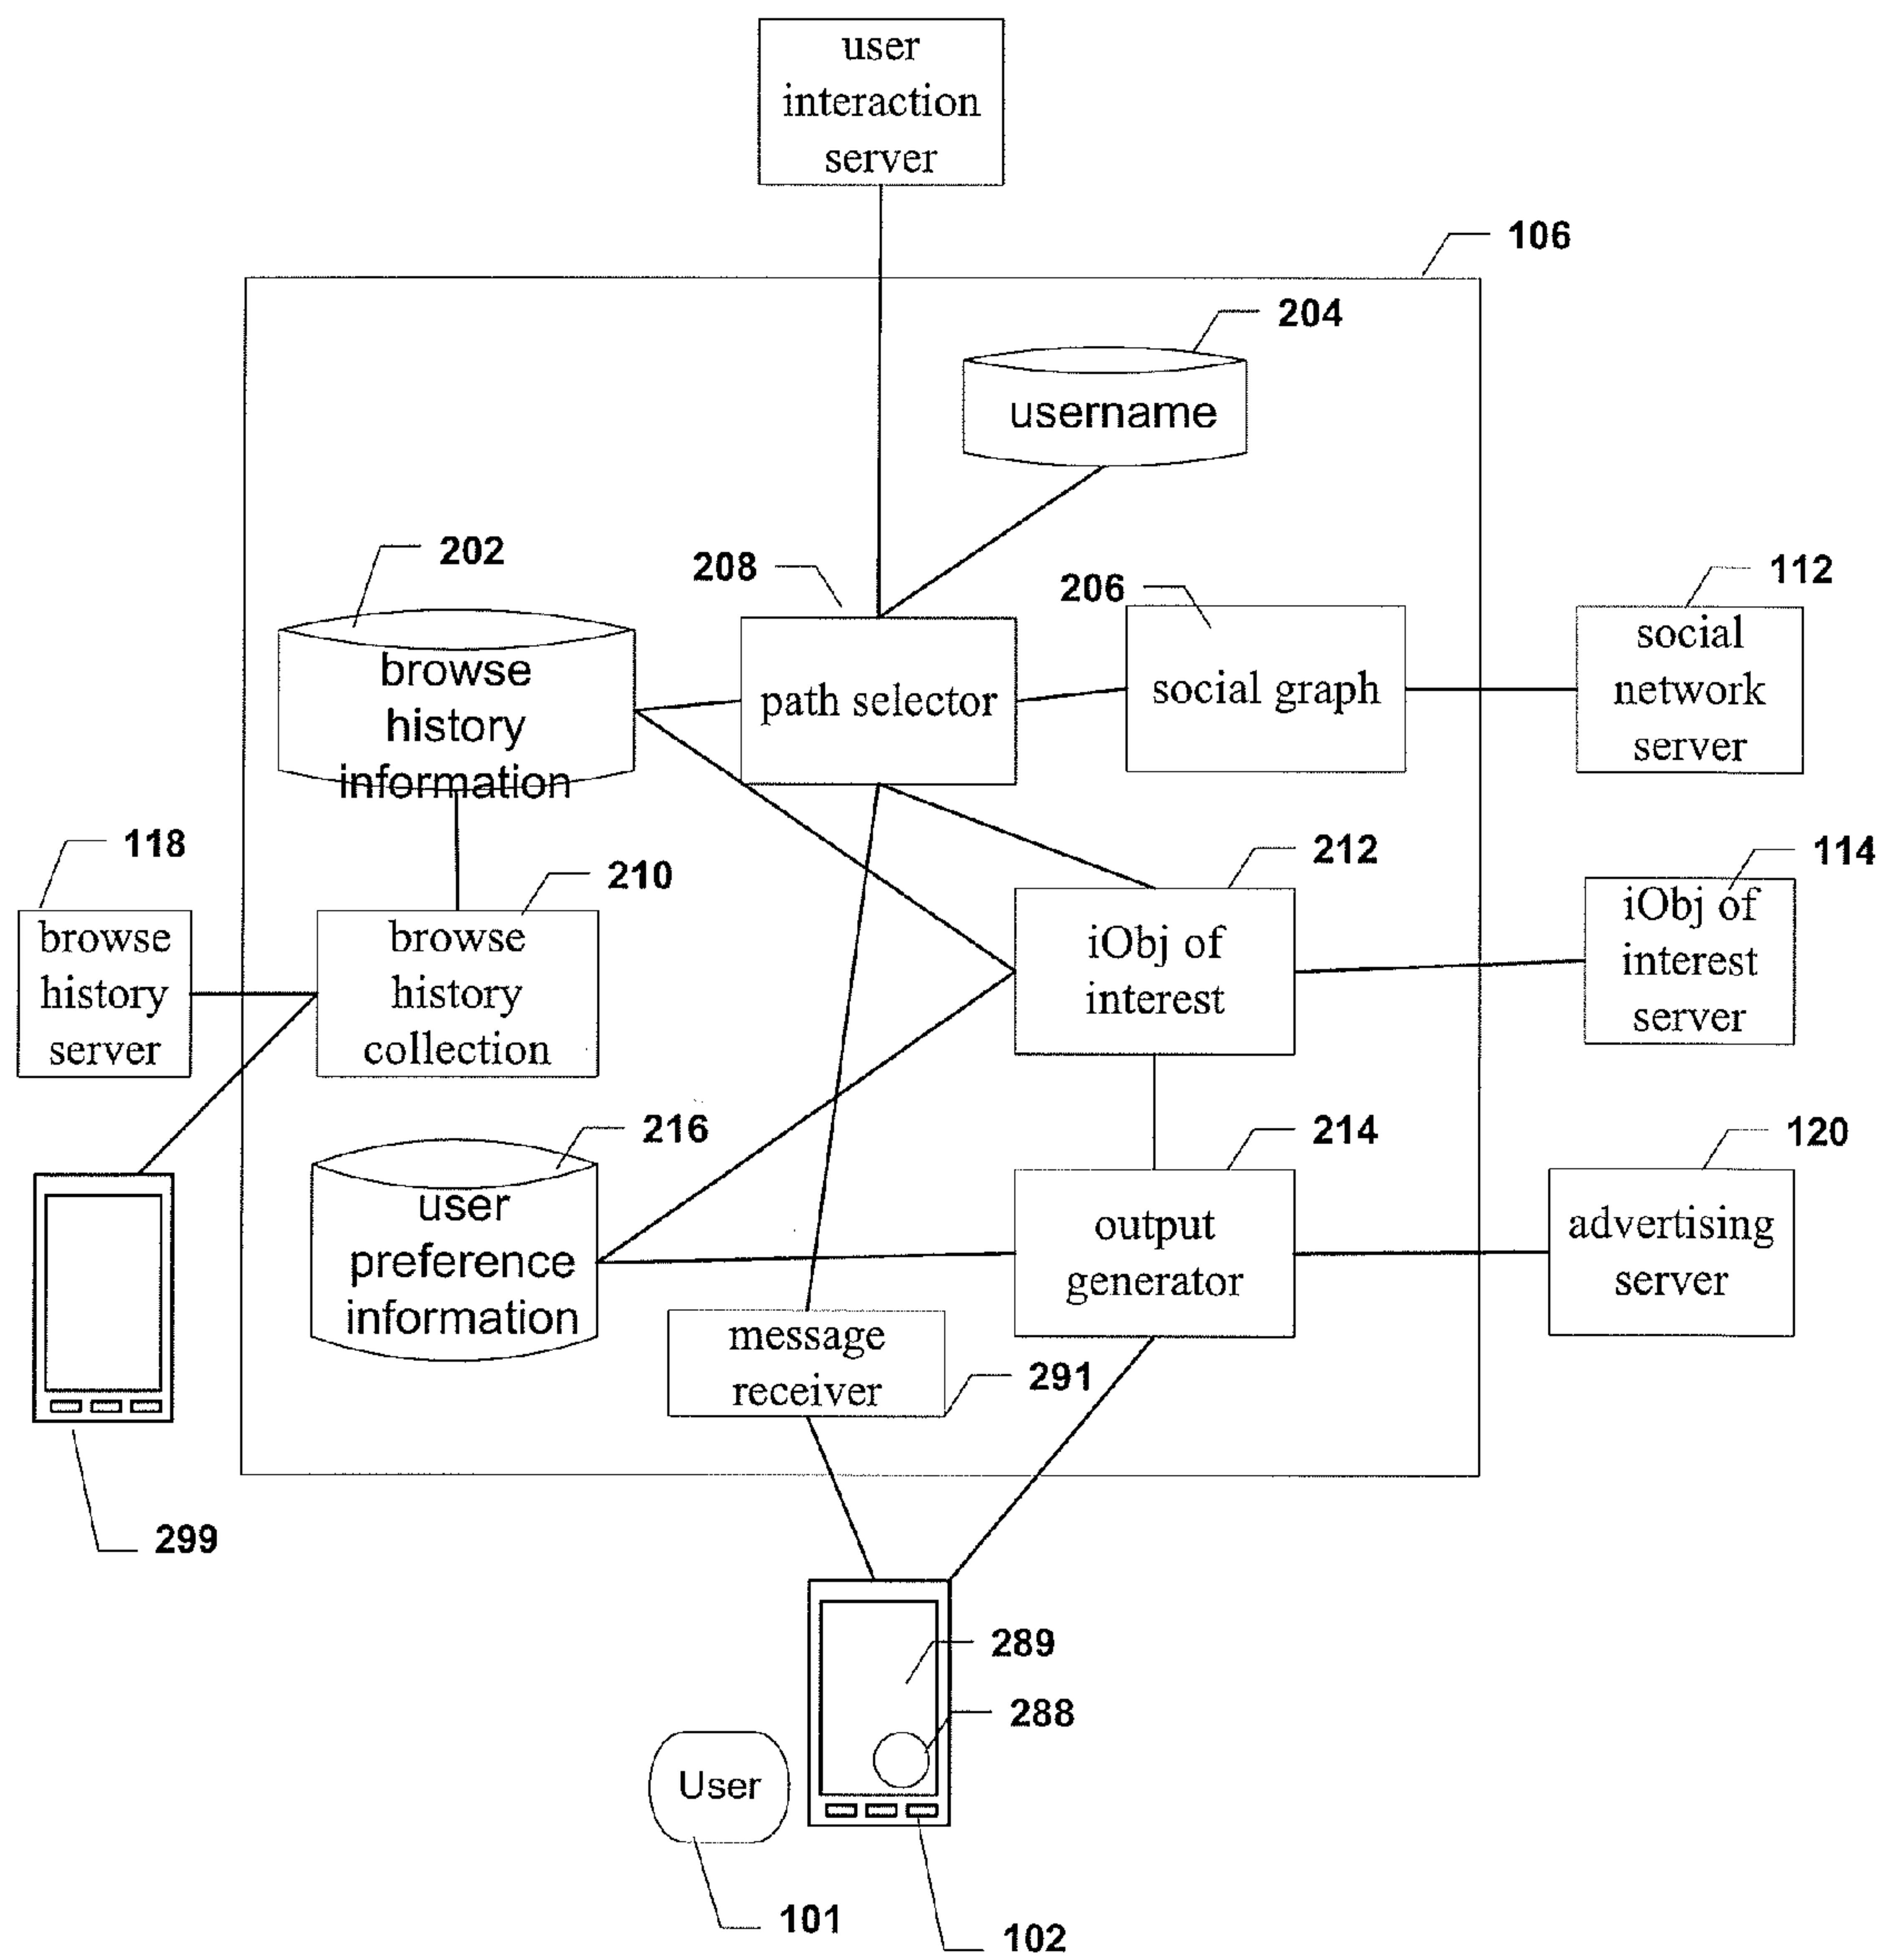 user
interaction
server
106
204
username
202
208
206
112
browse
history
information
path selector
social graph
social
network
server
118
210
212
114
browse
history
server
browse
history
collection
iObj of
interest
iObj of
interest
server
216
214
120
user
preference
information
output
generator
advertising
server
message
receiver
291
299
289
288
User
101
102